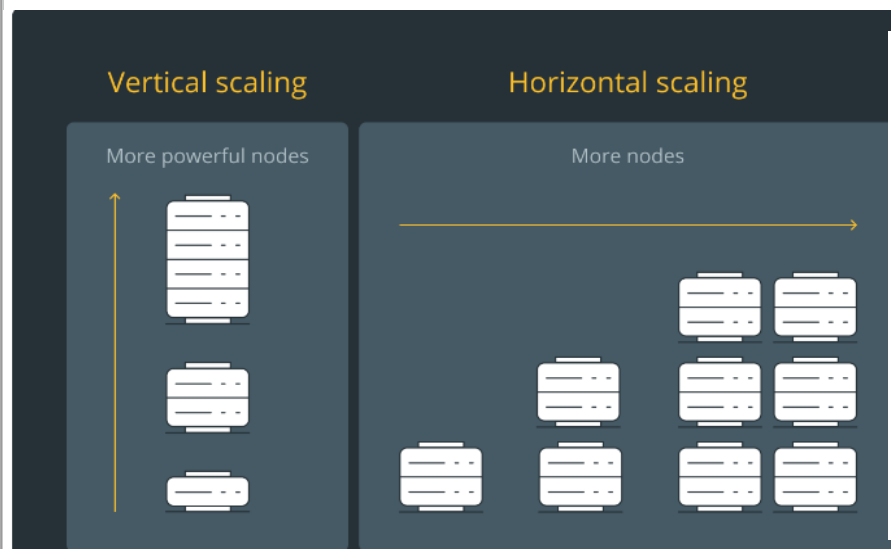 Vertical scaling
Horizontal scaling
More powerful nodes
More nodes